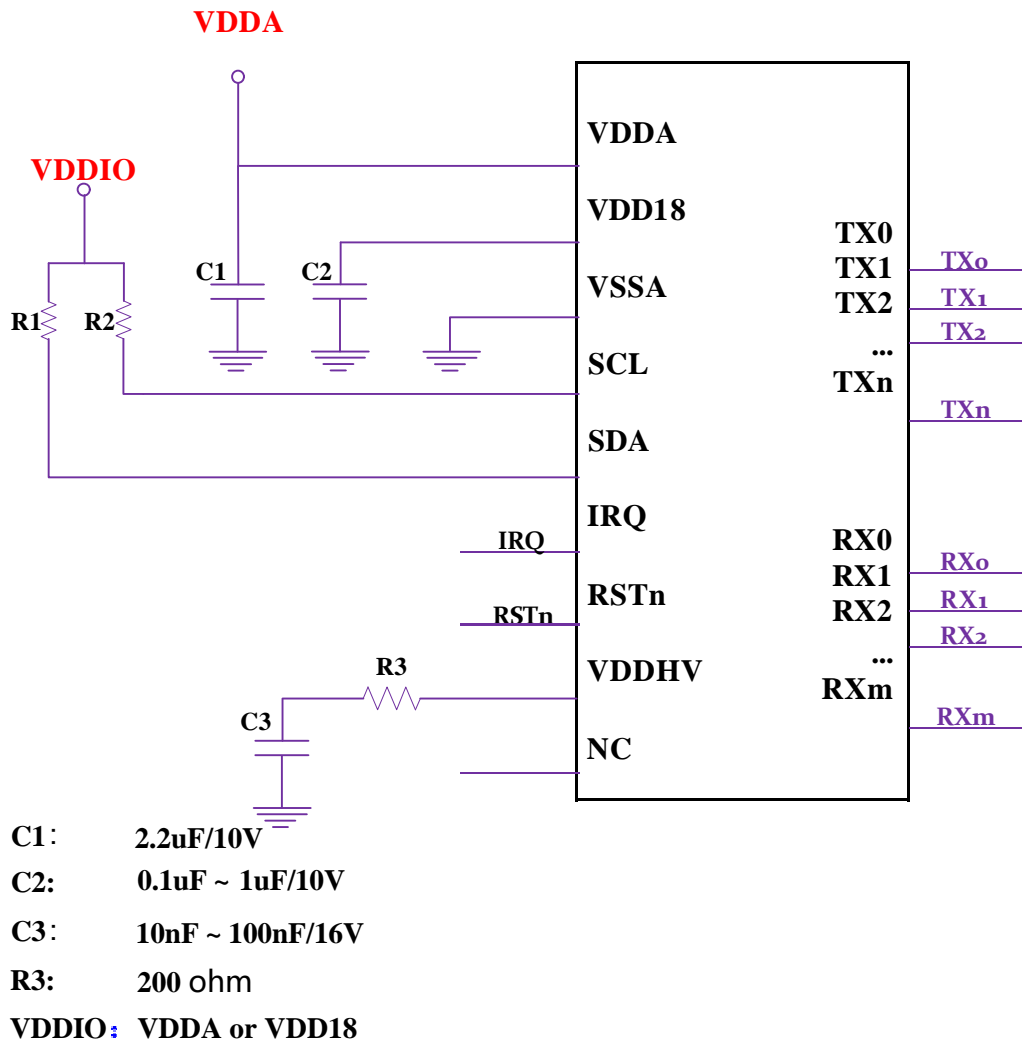 VDDA
VDDIO
C1
C2
R1
R2
VDDA
VDD18
VSSA
SCL
SDA
IRQ
RSTn
VDDHV
NC
IRQ
RSTn
R3
C3
TX0
TX1
TX2
...
TXn
RX0
RX1
RX2
...
RXm
TX0
TX1
TX2
TXn
RX0
RX1
RX2
RXm
C1: 2.2uF/10V
C2: 0.1uF ~ 1uF/10V
C3: 10nF ~ 100nF/16V
R3: 200 ohm
VDDIO: VDDA or VDD18